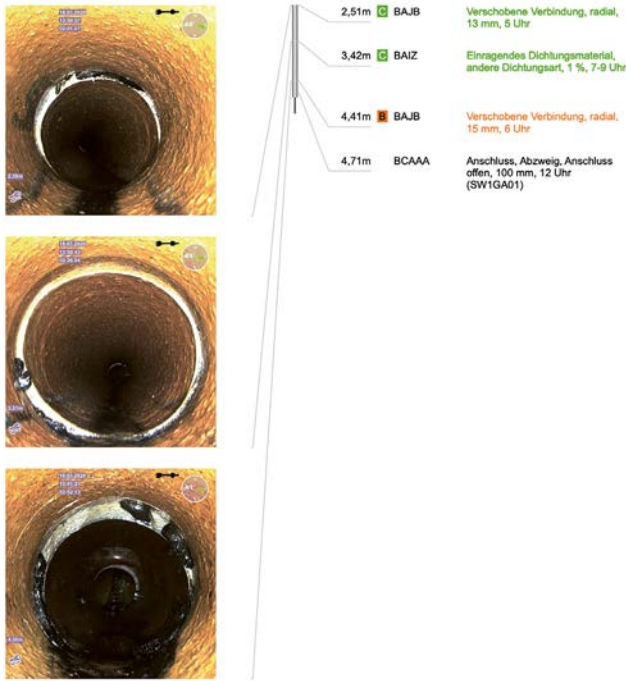 2,51m C BAJB Verschobene Verbindung, radial,
13 mm, 5 Uhr
3,42m C BAIZ Einragendes Dichtungsmaterial,
andere Dichtungsart, 1 %, 7-9 Uhr
4,41m B BAJB Verschobene Verbindung, radial,
15 mm, 6 Uhr
4,71m BCAAA Anschluss, Abzweig, Anschluss
offen, 100 mm, 12 Uhr
(SW1GA01)